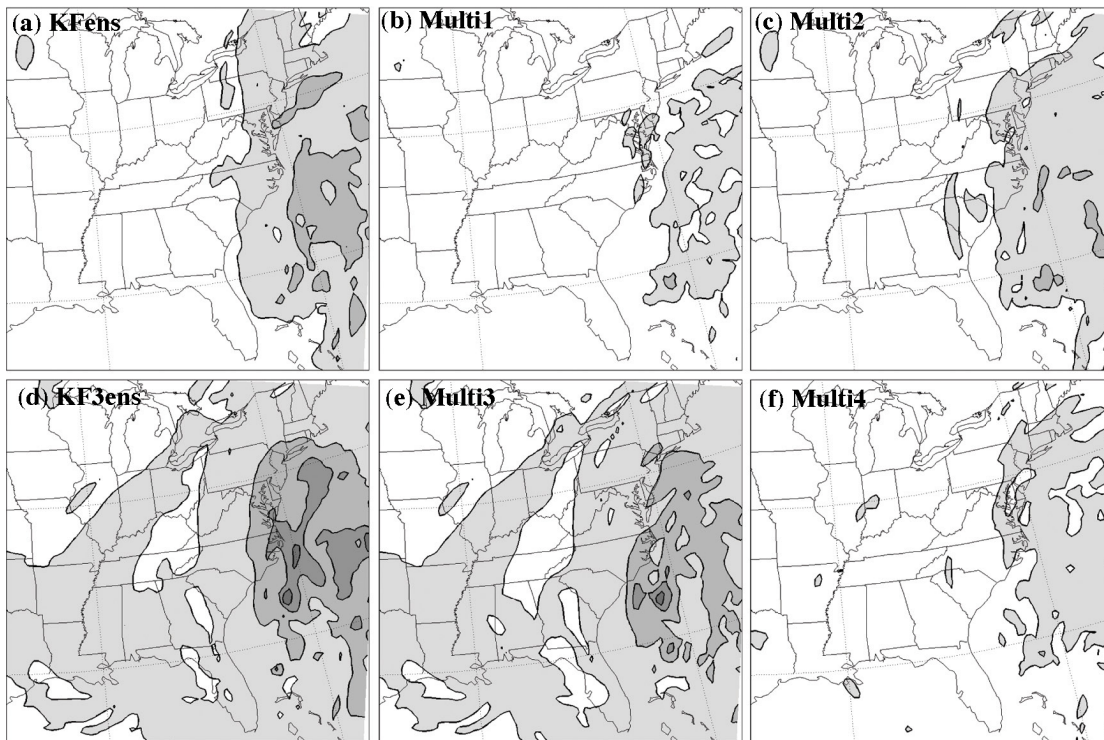 (a) KFens
(b) Multi1
(c) Multi2
(d) KF3ens
(e) Multi3
(f) Multi4